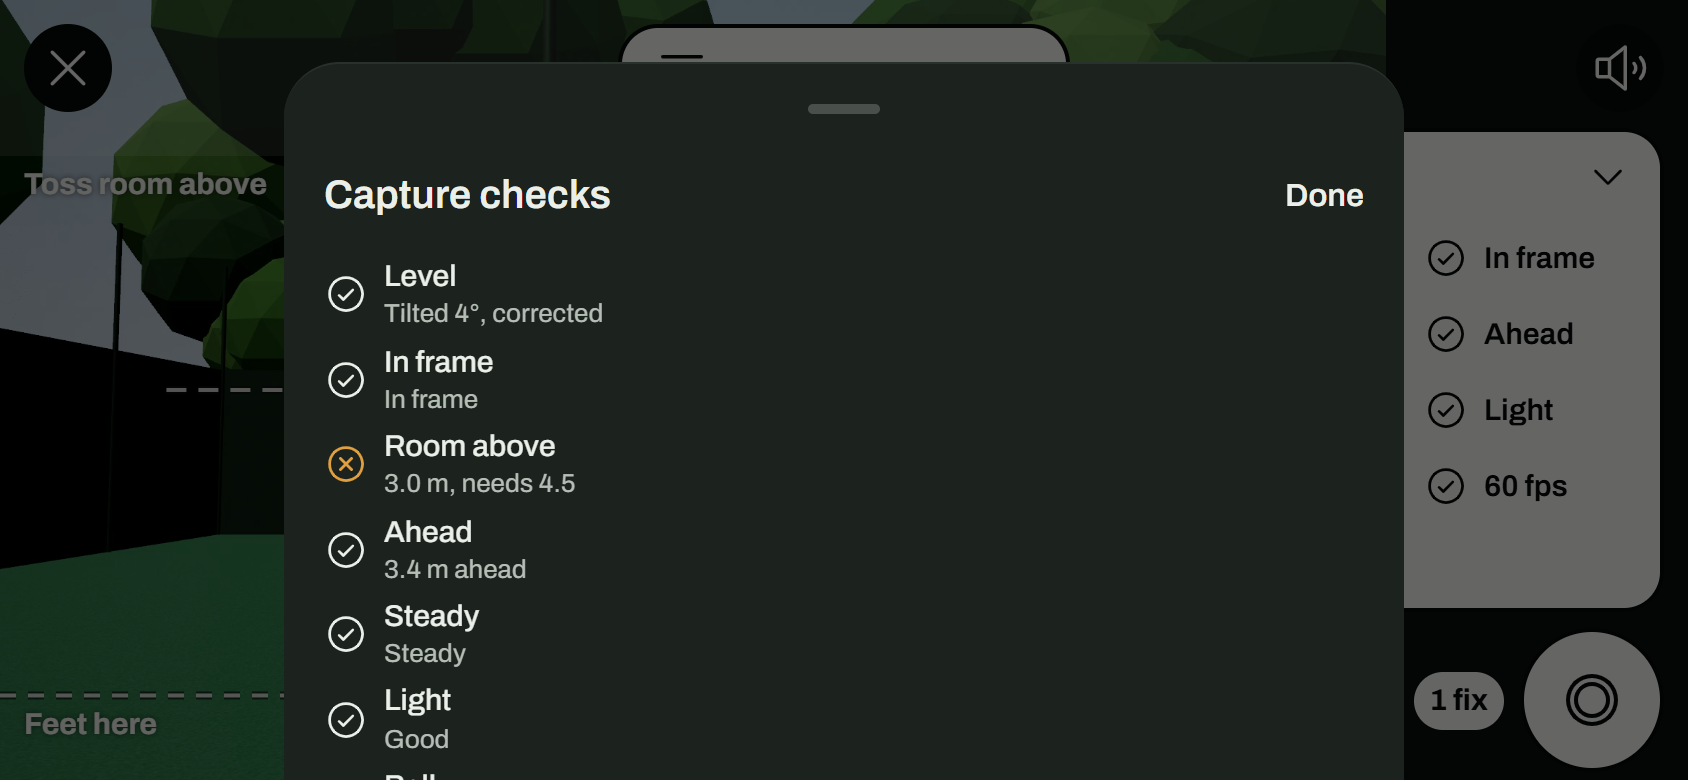 Toss room above
Capture checks
Done
Level
Tilted 4°, corrected
In frame
In frame
Room above
3.0 m, needs 4.5
Ahead
3.4 m ahead
Steady
Steady
Light
Good
In frame
Ahead
Light
60 fps
1 fix
Feet here